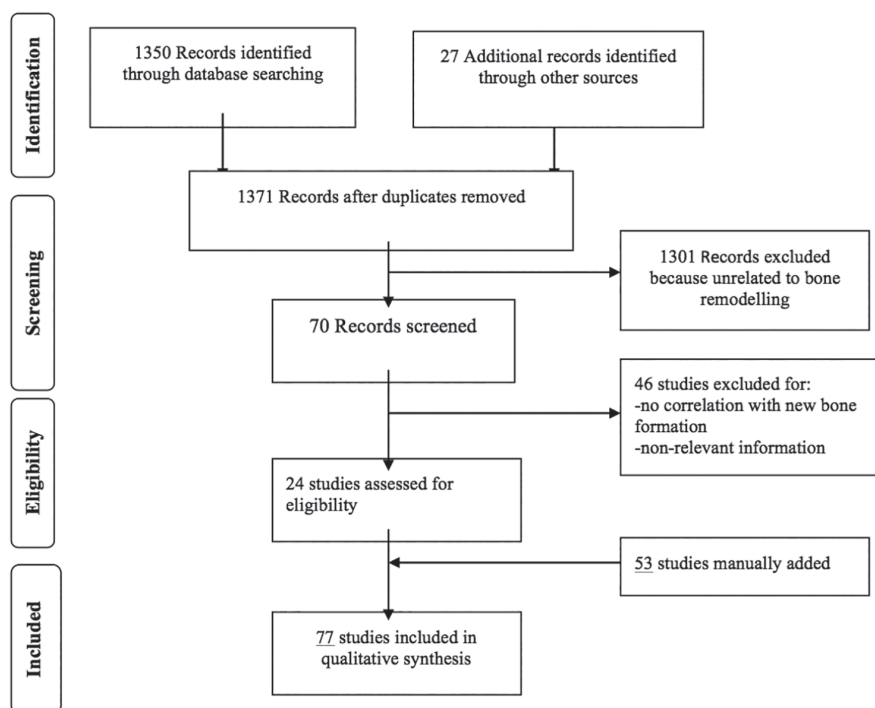 Identification
1350 Records identified
through database searching
27 Additional records identified
through other sources
1371 Records after duplicates removed
Screening
1301 Records excluded
because unrelated to bone
remodelling
70 Records screened
46 studies excluded for:
-no correlation with new bone
formation
-non-relevant information
Eligibility
24 studies assessed for
eligibility
53 studies manually added
Included
77 studies included in
qualitative synthesis